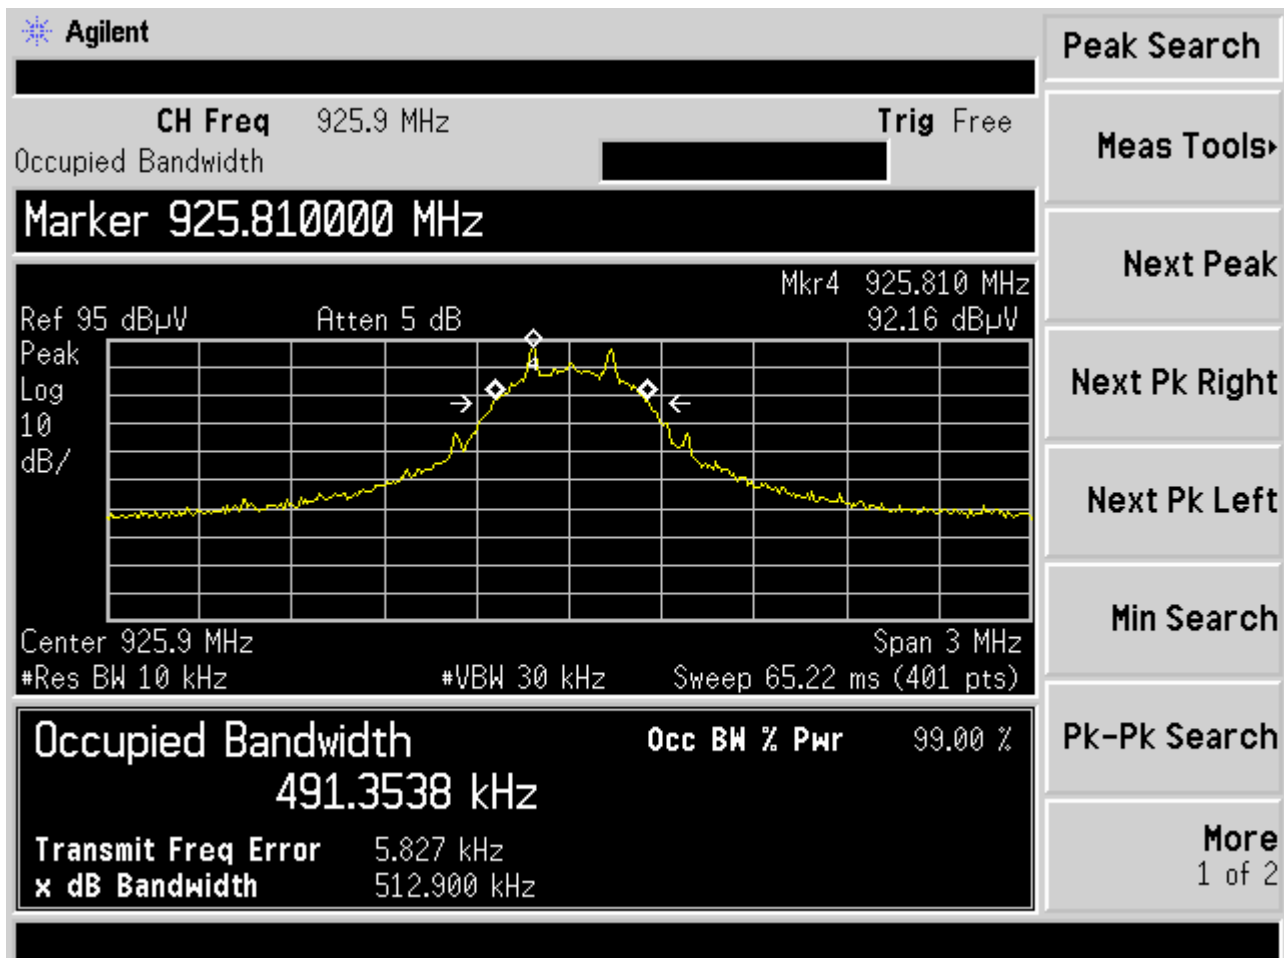 Agilent
Peak Search
CH Freq 925.9 MHz Trig Free
Occupied Bandwidth
Meas Tools
Marker 925.810000 MHz
Next Peak
Mkr4 925.810 MHz
Ref 95 dBµV Atten 5 dB 92.16 dBµV
Peak
Log
10
dB/
4
Next Pk Right
Next Pk Left
Min Search
Center 925.9 MHz Span 3 MHz
#Res BW 10 kHz #VBW 30 kHz Sweep 65.22 ms (401 pts)
Occupied Bandwidth Occ BW % Pwr 99.00 %
491.3538 kHz
Pk-Pk Search
Transmit Freq Error 5.827 kHz
x dB Bandwidth 512.900 kHz
More
1 of 2